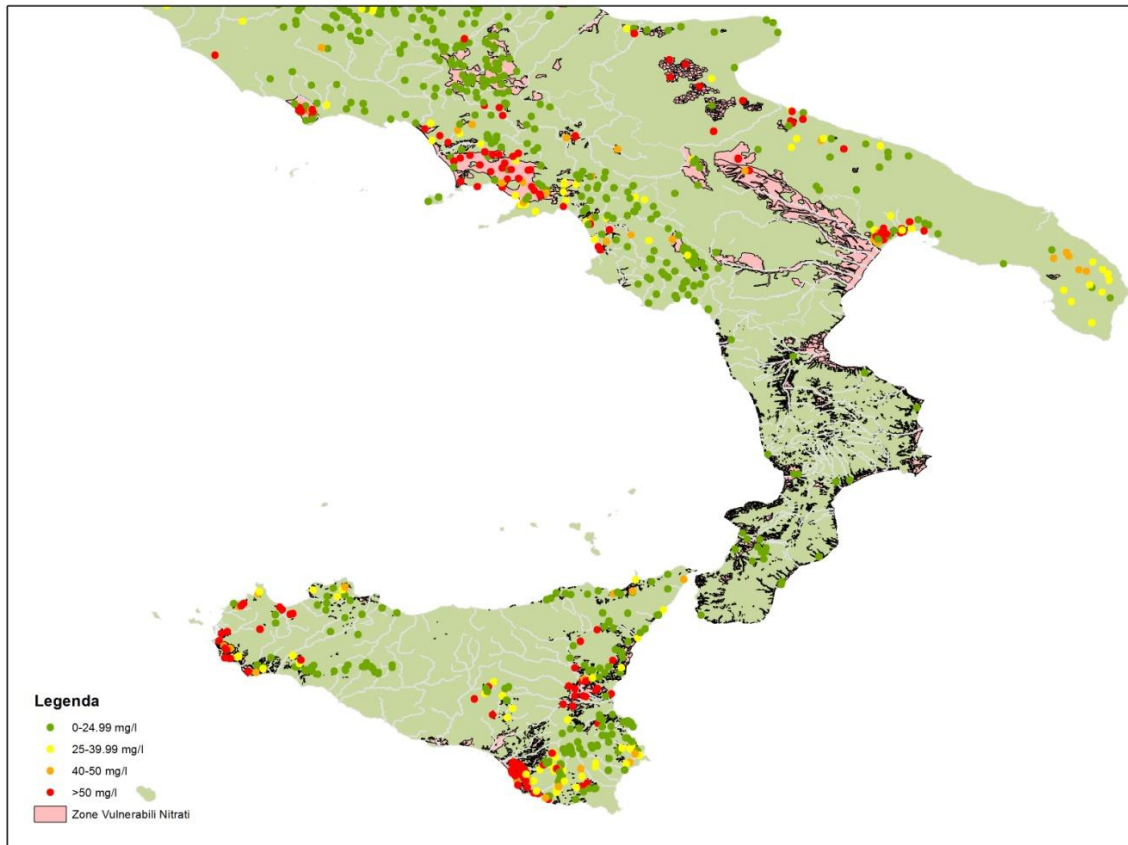 Legenda
0-24.99 mg/l
25-39.99 mg/l
40-50 mg/l
>50 mg/l
Zone Vulnerabili Nitrati